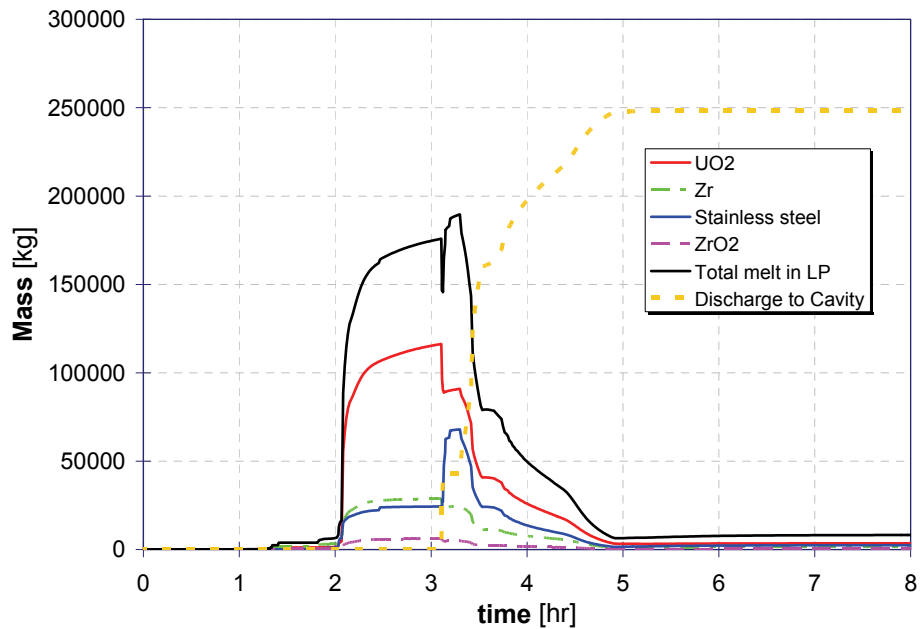 300000
250000
200000
150000
100000
50000
0
Mass [kg]
UO2
Zr
Stainless steel
ZrO2
Total melt in LP
Discharge to Cavity
0 1 2 3 4 5 6 7 8
time [hr]